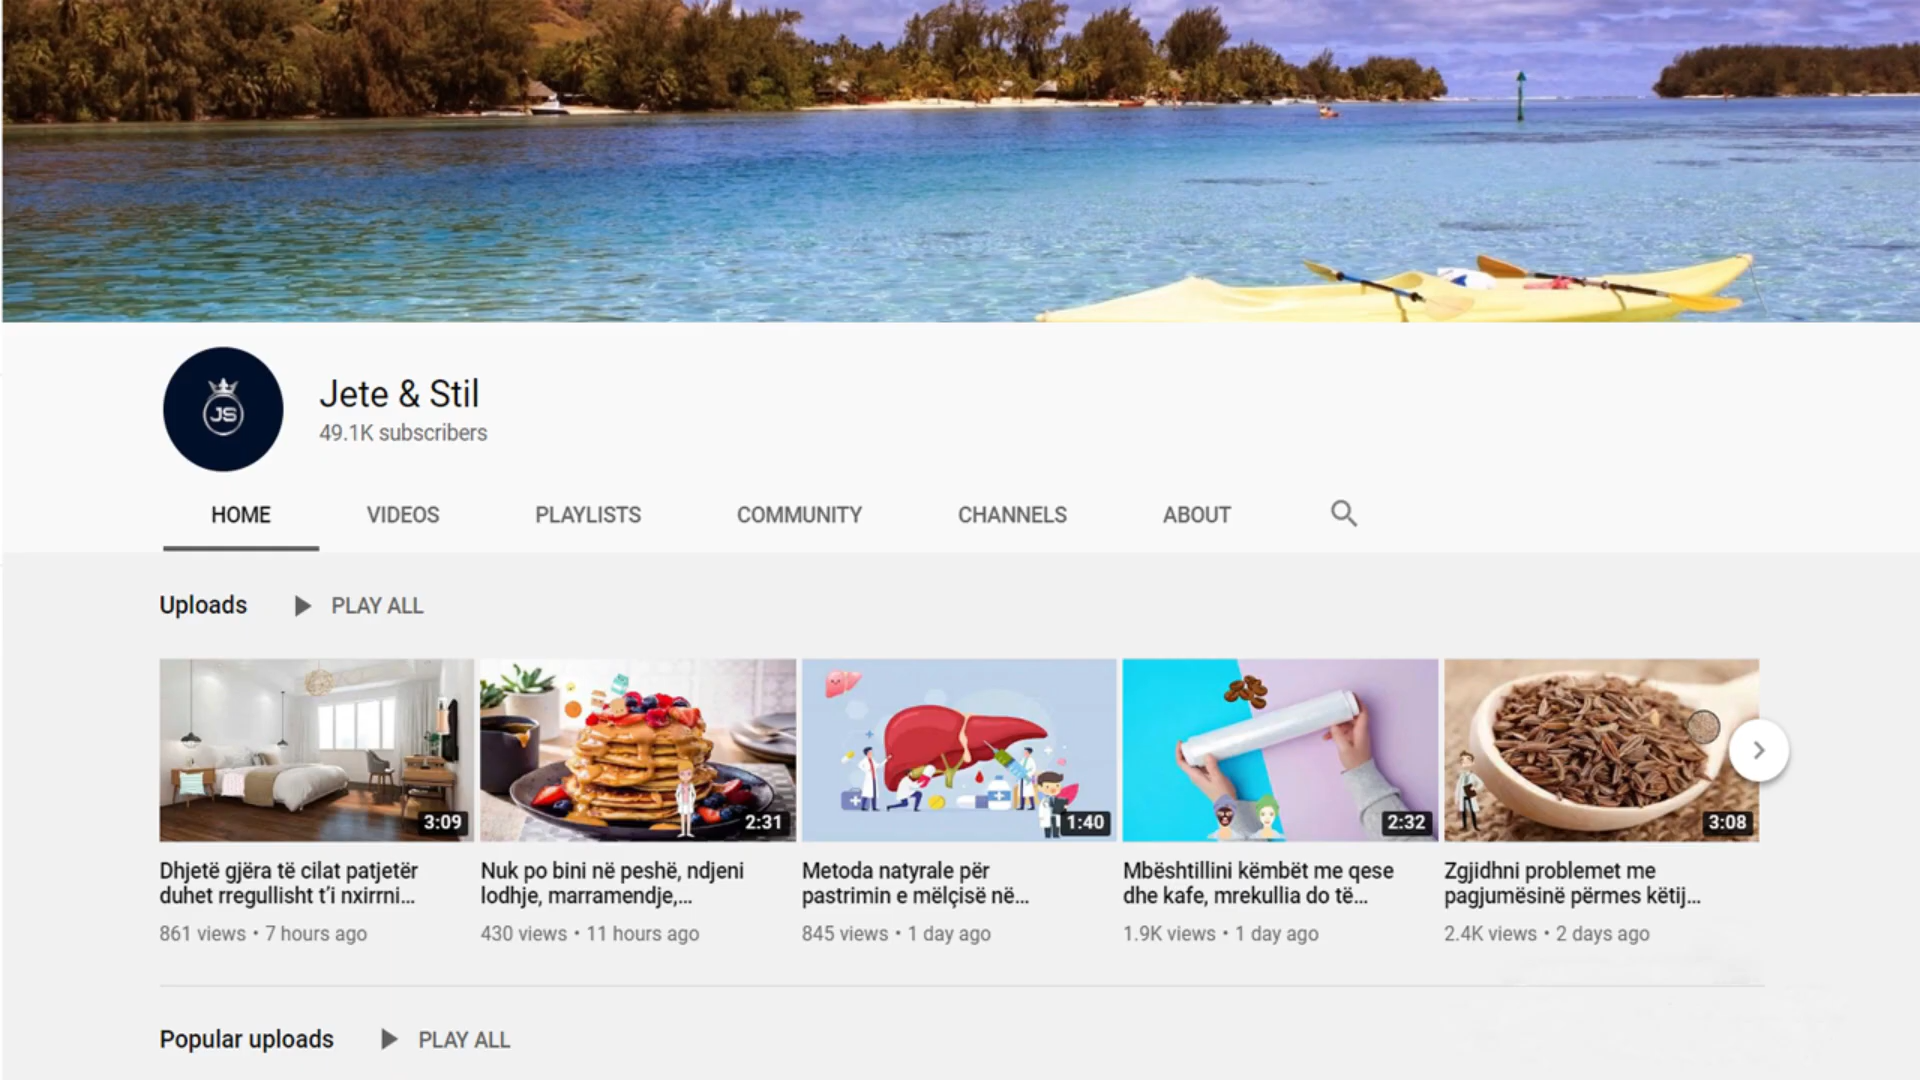 JS
Jete & Stil
49.1K subscribers
HOME
VIDEOS
PLAYLISTS
COMMUNITY
CHANNELS
ABOUT
Uploads
PLAY ALL
3:09
2:31
1:40
2:32
3:08
Dhjetë gjëra të cilat patjetër
duhet rregullisht t’i nxirrni...
861 views • 7 hours ago
Nuk po bini në peshë, ndjeni
lodhje, marramendje,...
430 views • 11 hours ago
Metoda natyrale për
pastrimin e mëlçisë në...
845 views • 1 day ago
Mbështillini këmbët me qese
dhe kafe, mrekullia do të...
1.9K views • 1 day ago
Zgjidhni problemet me
pagjumësinë përmes këtij...
2.4K views • 2 days ago
Popular uploads
PLAY ALL